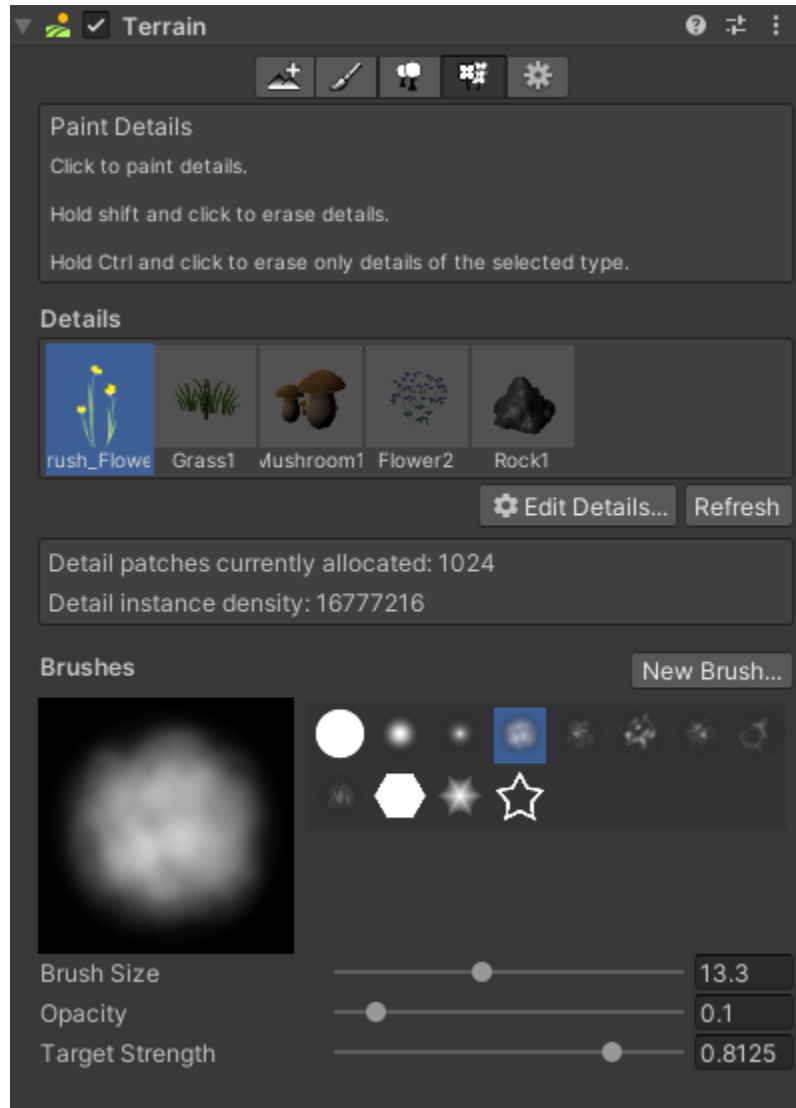 Terrain
Paint Details
Click to paint details.
Hold shift and click to erase details.
Hold Ctrl and click to erase only details of the selected type.
Details
rush_Flowe Grass1 Mushroom1 Flower2 Rock1
Edit Details... Refresh
Detail patches currently allocated: 1024
Detail instance density: 16777216
Brushes
New Brush...
Brush Size 13.3
Opacity 0.1
Target Strength 0.8125